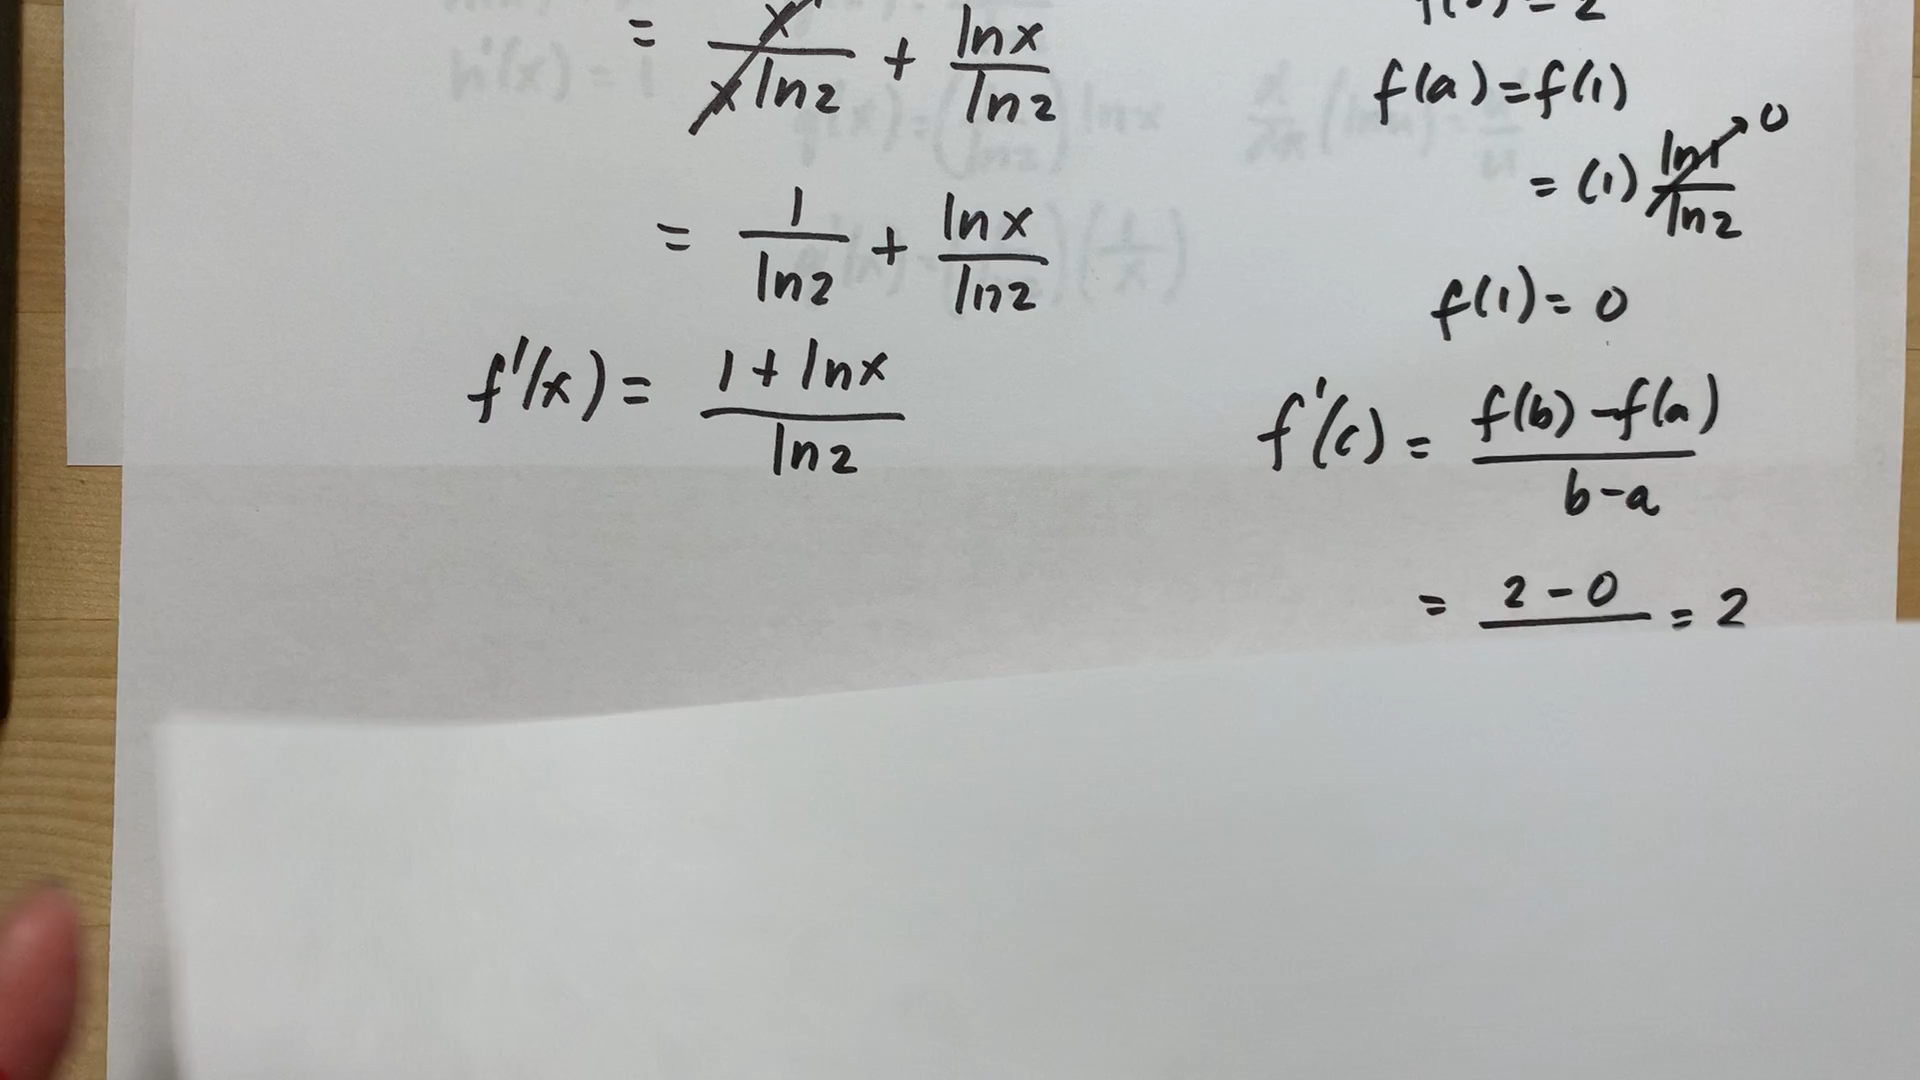 = x / x ln2 + lnx / ln2
= 1 / ln2 + lnx / ln2
f'(x) = 1 + lnx / ln2
f(a) = f(1)
= (1) ln1 / ln2 → 0
f(1) = 0
f'(c) = f(b) - f(a) / b - a
= 2 - 0 / = 2